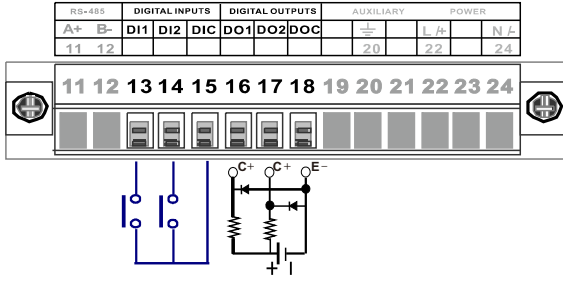 RS-485 DIGITAL INPUTS DIGITAL OUTPUTS AUXILIARY POWER
A+ B- DI1 DI2 DIC DO1 DO2 DOC L/+ N/-
11 12 20 22 24
11 12 13 14 15 16 17 18 19 20 21 22 23 24
C+ C+ E-
+